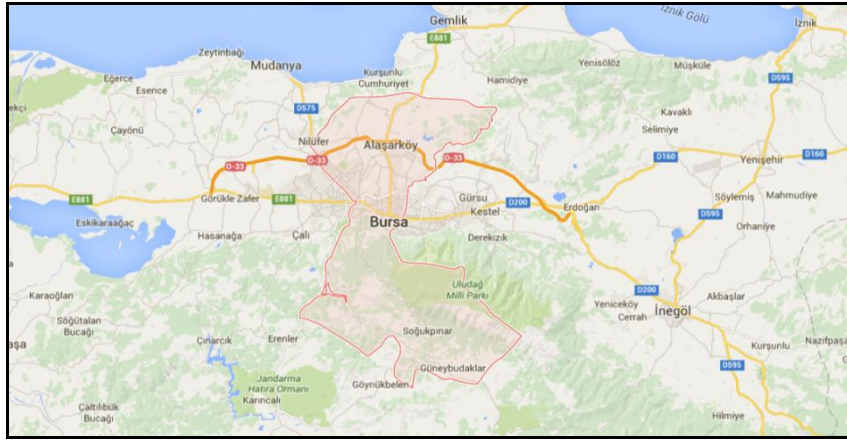 Gemlik
İznik Gölü
İznik
E881
Zeytinbağı
Mudanya
Kurşunlu
Cumhuriyet
Yenisölöz
Müşküle
Eğerce
Esence
Hamidiye
D595
ekçi
D575
Kavaklı
Çayönü
Selimiye
Nilüfer
Alaşarköy
D160
Yenişehir
D160
O-33
O-33
O-33
E881
Görükle Zafer
E881
Gürsu
Kestel
D200
Erdoğan
Söylemiş
Mahmudiye
D595
Eskikaraağaç
Bursa
Orhaniye
Hasanağa
Çalı
Derekızık
Uludağ
Milli Parkı
D200
Karaoğlan
Yeniceköy
Cerrah
Akbaşlar
İnegöl
Söğütalan
Bucağı
Soğukpınar
aşa
Çınarcık
Erenler
Kurşunlu
Nazifpaşa
D595
Güneybudaklar
Jandarma
Hatıra Ormanı
Göynükbelen
Karıncalı
Çaltılıbük
Bucağı
Hilmiye